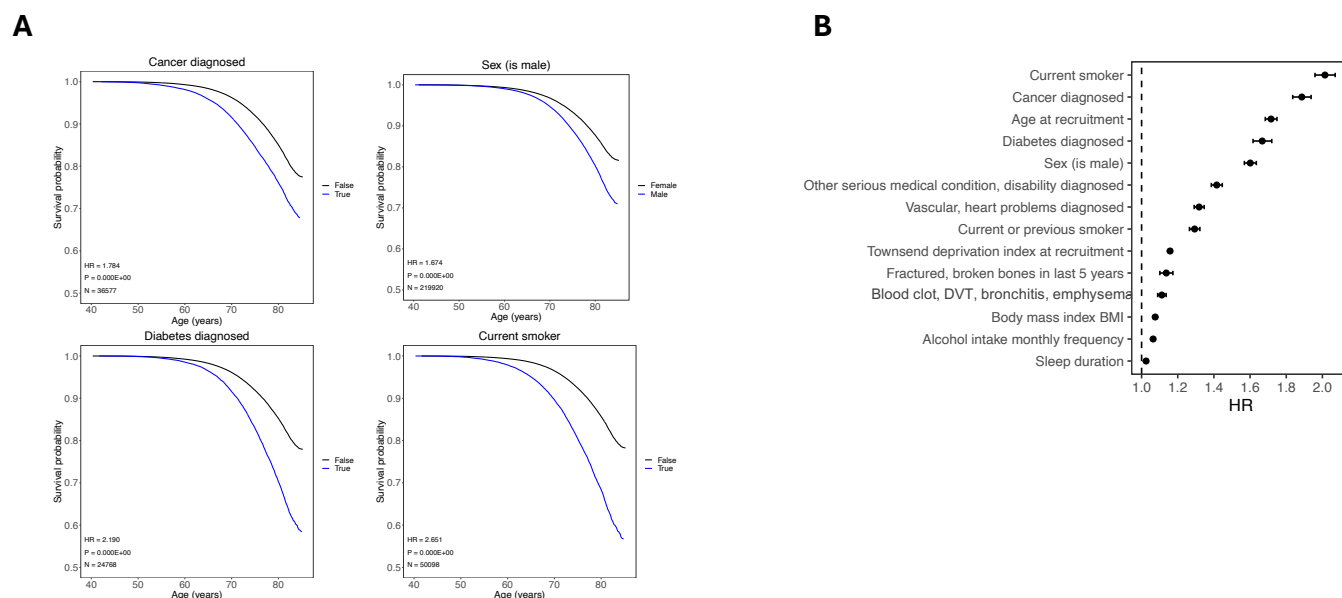 A
Cancer diagnosed
Survival probability
1.0
0.9
0.8
0.7
0.6
0.5
HR = 1.784
P = 0.000E+00
N = 36577
40 50 60 70 80
Age (years)
False
True
Sex (is male)
Survival probability
1.0
0.9
0.8
0.7
0.6
0.5
HR = 1.674
P = 0.000E+00
N = 219920
40 50 60 70 80
Age (years)
Female
Male
Diabetes diagnosed
Survival probability
1.0
0.9
0.8
0.7
0.6
0.5
HR = 2.190
P = 0.000E+00
N = 24768
40 50 60 70 80
Age (years)
False
True
Current smoker
Survival probability
1.0
0.9
0.8
0.7
0.6
0.5
HR = 2.651
P = 0.000E+00
N = 50098
40 50 60 70 80
Age (years)
False
True
B
Current smoker
Cancer diagnosed
Age at recruitment
Diabetes diagnosed
Sex (is male)
Other serious medical condition, disability diagnosed
Vascular, heart problems diagnosed
Current or previous smoker
Townsend deprivation index at recruitment
Fractured, broken bones in last 5 years
Blood clot, DVT, bronchitis, emphysema
Body mass index BMI
Alcohol intake monthly frequency
Sleep duration
1.0 1.2 1.4 1.6 1.8 2.0
HR